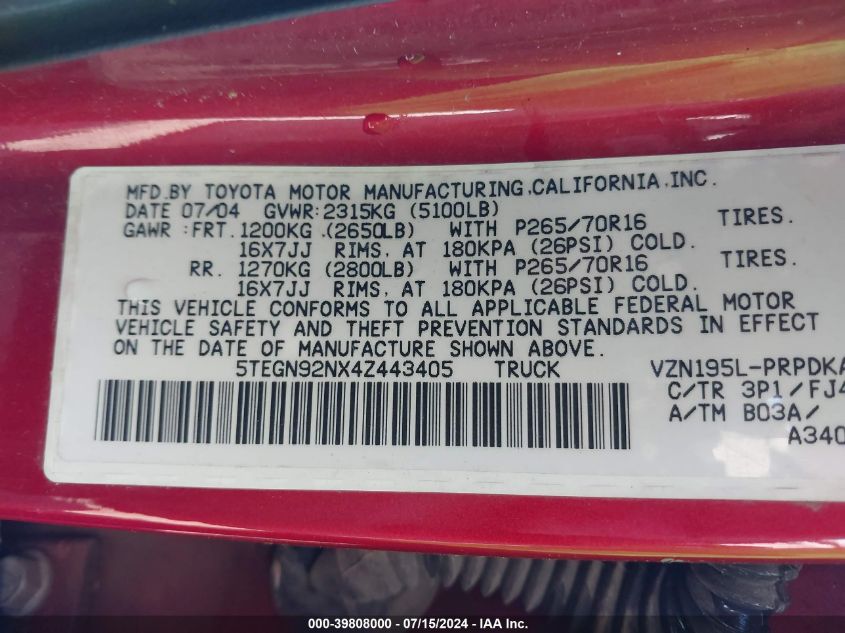 MFD.BY TOYOTA MOTOR MANUFACTURING.CALIFORNIA.INC.
DATE 07/04 GVWR:2315KG (5100LB)
GAWR :FRT.1200KG.(2650LB) WITH P265/70R16 TIRES.
16X7JJ RIMS, AT 180KPA (26PSI) COLD.
RR. 1270KG (2800LB) WITH P265/70R16 TIRES.
16X7JJ RIMS, AT 180KPA (26PSI) COLD.
THIS VEHICLE CONFORMS TO ALL APPLICABLE FEDERAL MOTOR
VEHICLE SAFETY AND THEFT PREVENTION STANDARDS IN EFFECT
ON THE DATE OF MANUFACTURE SHOWN ABOVE.
5TEGN92NX4Z443405 TRUCK VZN195L-PRPDKA
C/TR 3P1/FJ4
A/TM B03A/
A340
000-39808000 - 07/15/2024 - IAA Inc.